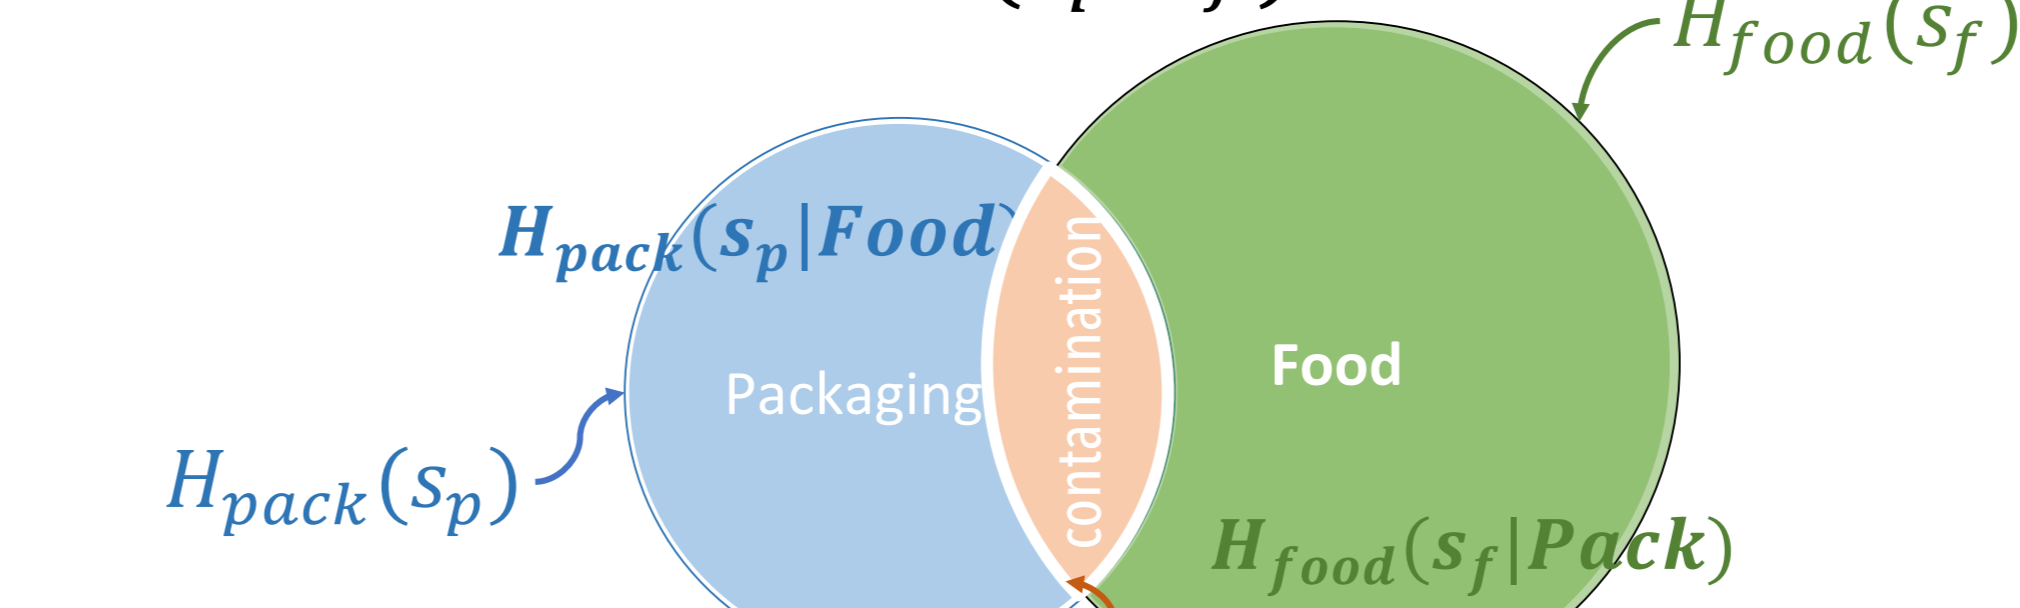 H_food(s_f)
H_pack(s_p|Food)
contamination
Food
Packaging
H_pack(s_p)
H_food(s_f|Pack)